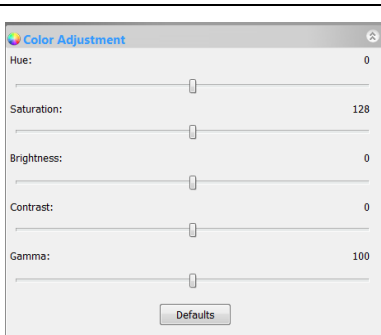 Color Adjustment
Hue: 0
Saturation: 128
Brightness: 0
Contrast: 0
Gamma: 100
Defaults